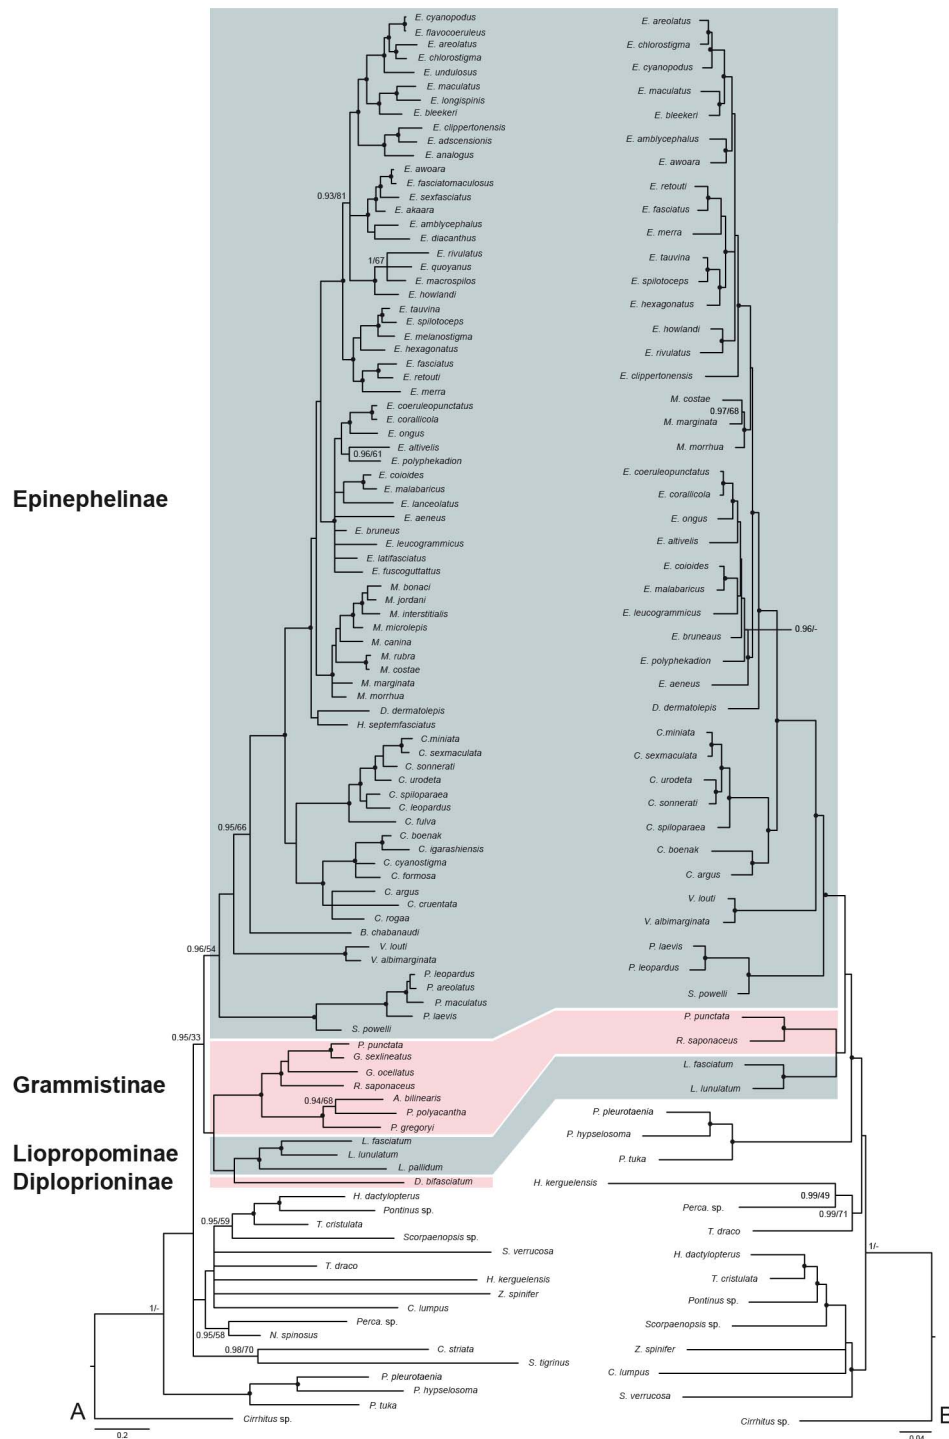 E. cyanopodus
E. flavocoeruleus
E. areolatus
E. chlorostigma
E. undulosus
E. maculatus
E. longispinis
E. bleekeri
E. clippertonensis
E. adscensionis
E. analogus
E. awoara
E. fasciatomaculosus
E. sexfasciatus
E. akaara
E. amblycephalus
E. diacanthus
E. rivulatus
E. quoyanus
E. macrospilos
E. howlandi
E. tauvina
E. spilotoceps
E. melanostigma
E. hexagonatus
E. fasciatus
E. retouti
E. merra
E. coeruleopunctatus
E. corallicola
E. ongus
E. altivelis
E. polyphekadion
E. coioides
E. malabaricus
E. lanceolatus
E. aeneus
E. bruneus
E. leucogrammicus
E. latifasciatus
E. fuscoguttattus
M. bonaci
M. jordani
M. interstitialis
M. microlepis
M. canina
M. rubra
M. costae
M. marginata
M. morrhua
D. dermatolepis
H. septemfasciatus
C.miniata
C. sexmaculata
C. sonnerati
C. urodeta
C. spiloparaea
C. leopardus
C. fulva
C. boenak
C. igarashiensis
C. cyanostigma
C. formosa
C. argus
C. cruentata
C. rogaa
B. chabanaudi
V. louti
V. albimarginata
P. leopardus
P. areolatus
P. maculatus
P. laevis
S. powelli
P. punctata
G. sexlineatus
G. ocellatus
R. saponaceus
A. bilinearis
P. polyacantha
P. gregoryi
L. fasciatum
L. lunulatum
L. pallidum
D. bifasciatum
H. dactylopterus
Pontinus sp.
T. cristulata
Scorpaenopsis sp.
S. verrucosa
T. draco
H. kerguelensis
Z. spinifer
C. lumpus
Perca. sp.
N. spinosus
C. striata
S. tigrinus
P. pleurotaenia
P. hypselosoma
P. tuka
Cirrhitus sp.
0.93/81
1/67
0.96/61
0.95/66
0.96/54
0.95/33
0.94/68
0.95/59
1/-
0.95/58
0.98/70
A
0.2
Epinephelinae
Grammistinae
Liopropominae
Diploprioninae
E. areolatus
E. chlorostigma
E. cyanopodus
E. maculatus
E. bleekeri
E. amblycephalus
E. awoara
E. retouti
E. fasciatus
E. merra
E. tauvina
E. spilotoceps
E. hexagonatus
E. howlandi
E. rivulatus
E. clippertonensis
M. costae
0.97/68
M. marginata
M. morrhua
E. coeruleopunctatus
E. corallicola
E. ongus
E. altivelis
E. coioides
E. malabaricus
E. leucogrammicus
0.96/-
E. bruneaus
E. polyphekadion
E. aeneus
D. dermatolepis
C.miniata
C. sexmaculata
C. urodeta
C. sonnerati
C. spiloparaea
C. boenak
C. argus
V. louti
V. albimarginata
P. laevis
P. leopardus
S. powelli
P. punctata
R. saponaceus
L. fasciatum
L. lunulatum
P. pleurotaenia
P. hypselosoma
P. tuka
H. kerguelensis
0.99/49
Perca. sp.
0.99/71
T. draco
1/-
H. dactylopterus
T. cristulata
Pontinus sp.
Scorpaenopsis sp.
Z. spinifer
C. lumpus
S. verrucosa
Cirrhitus sp.